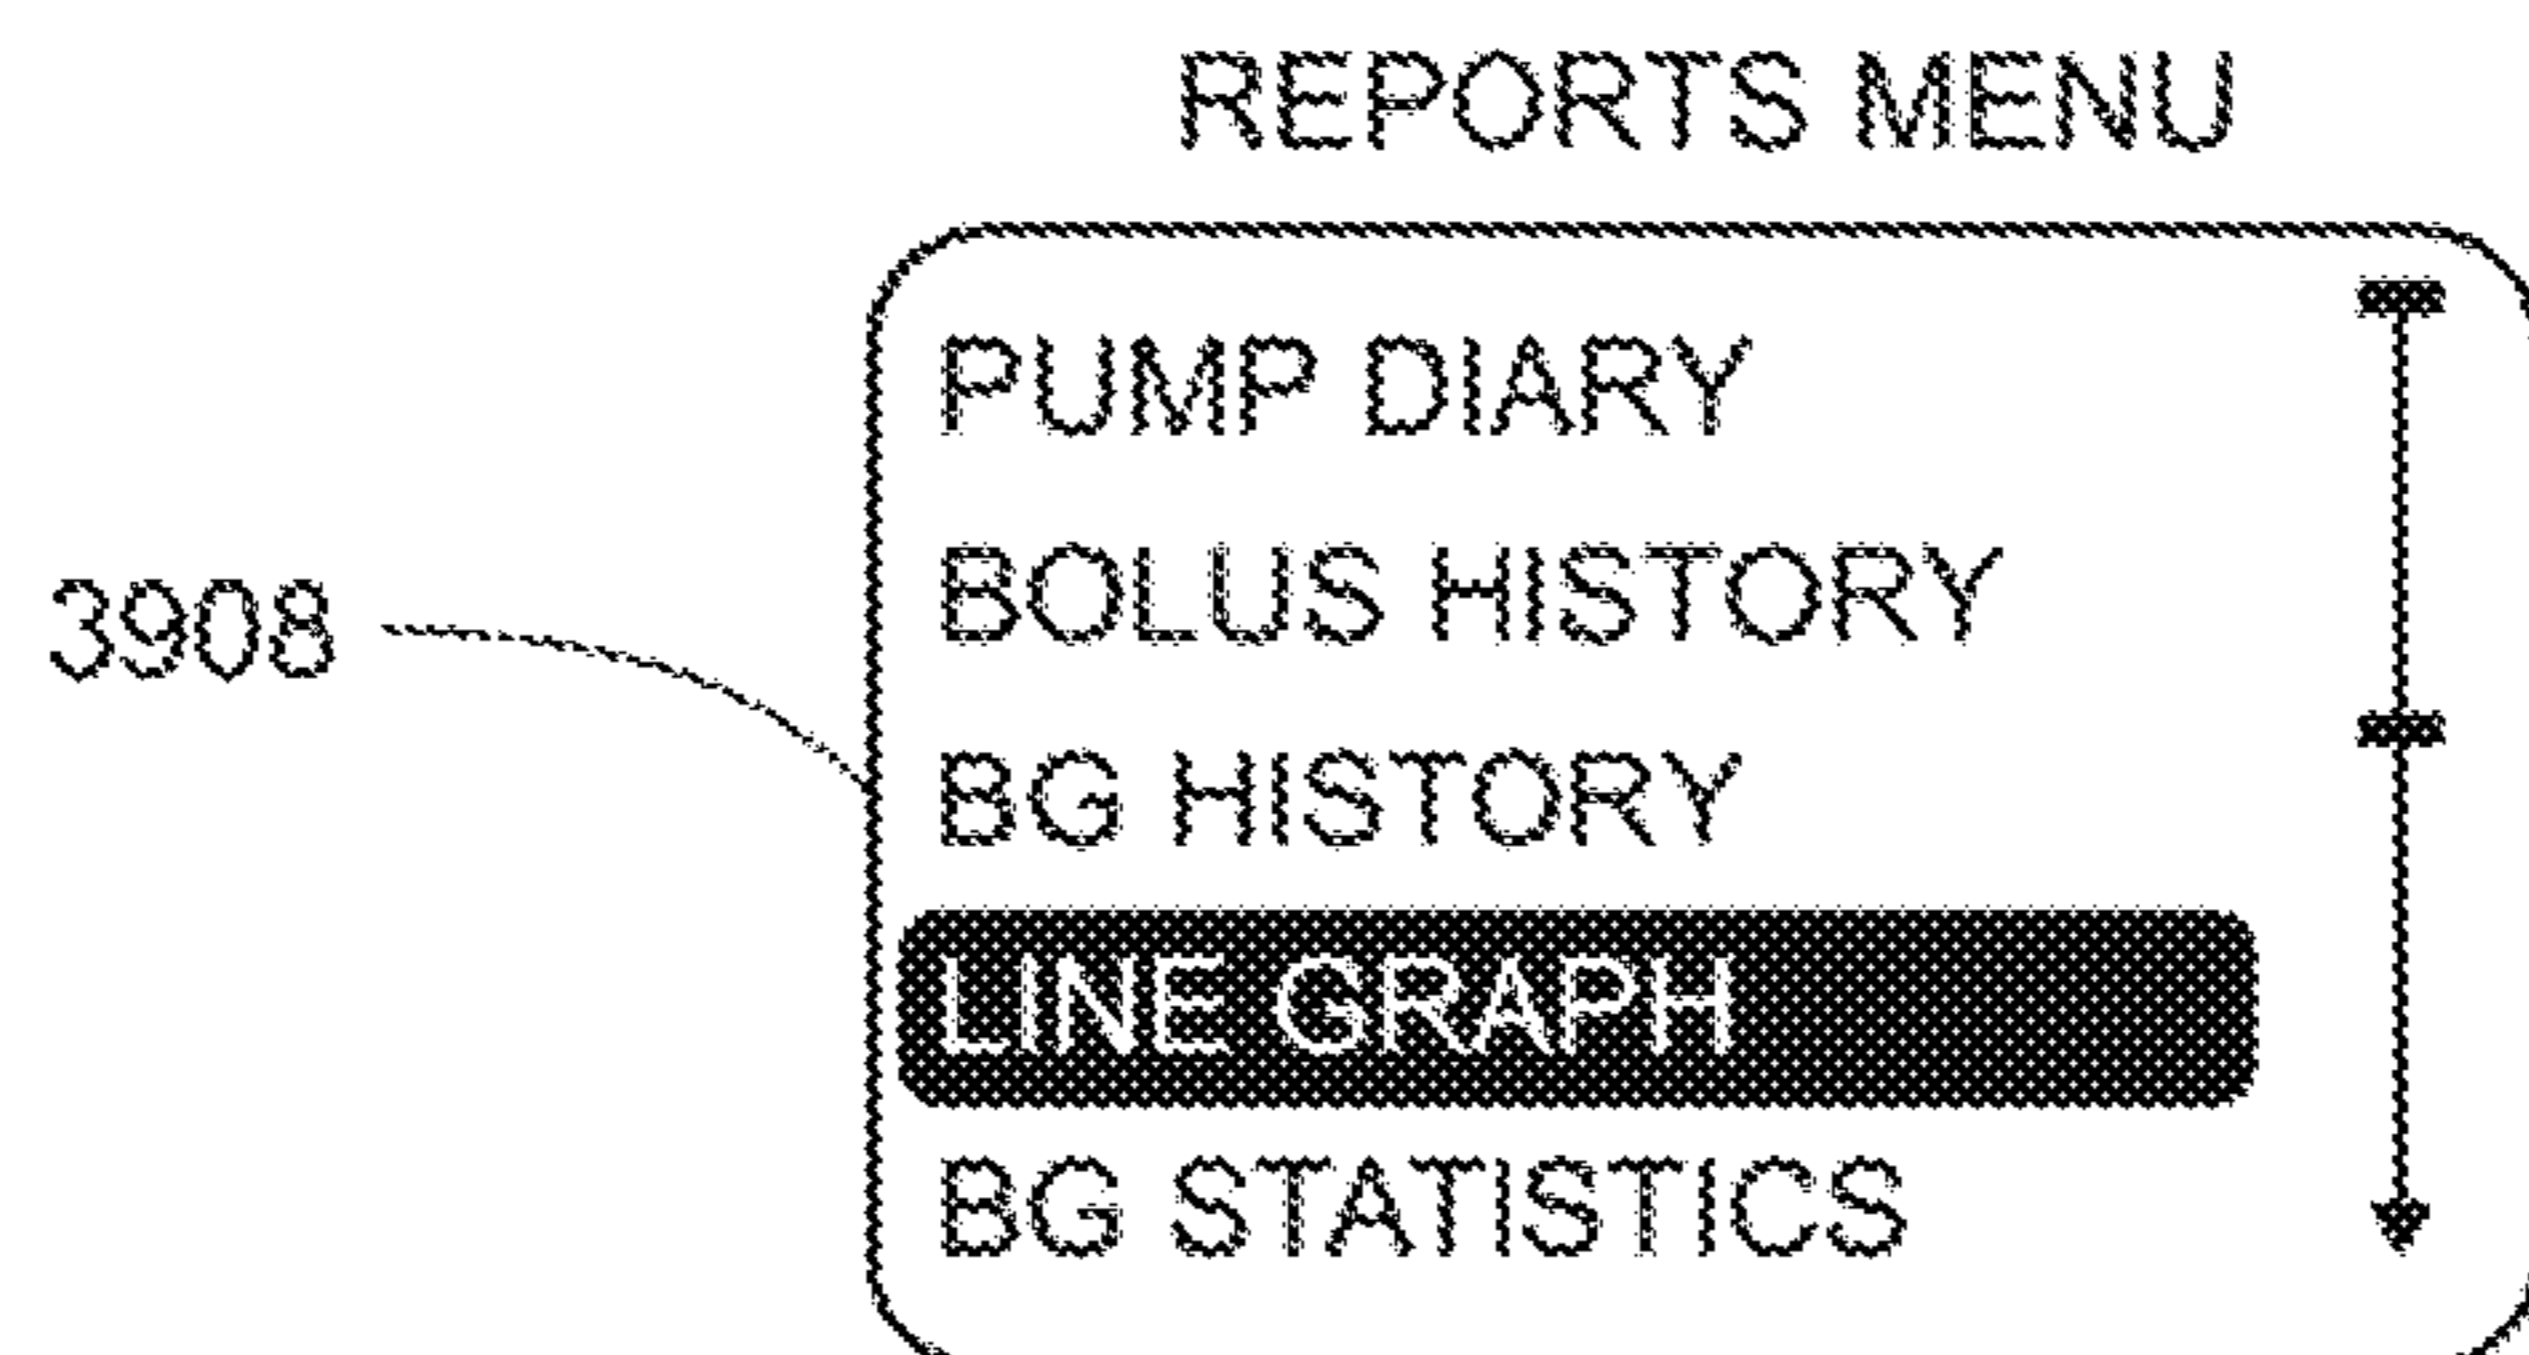 REPORTS MENU
PUMP DIARY
BOLUS HISTORY
3908
BG HISTORY
LINE GRAPH
BG STATISTICS